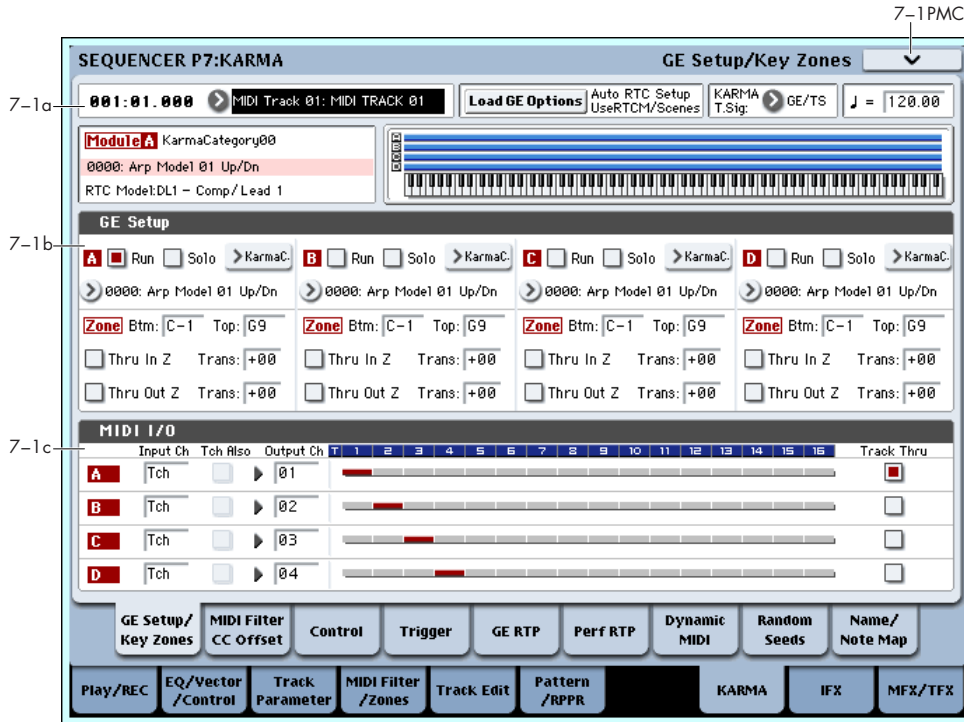 7–1PMC
SEQUENCER P7:KARMA GE Setup/Key Zones
7–1a
001:01.000 MIDI Track 01: MIDI TRACK 01 Load GE Options Auto RTC Setup UseRTCM/Scenes KARMA T.Sig: GE/TS ♩ = 120.00
Module A KarmaCategory00
0000: Arp Model 01 Up/Dn
RTC Model:DL1 – Comp/Lead 1
A
B
C
D
GE Setup
7–1b
A Run Solo >KarmaC. B Run Solo >KarmaC. C Run Solo >KarmaC. D Run Solo >KarmaC.
0000: Arp Model 01 Up/Dn 0000: Arp Model 01 Up/Dn 0000: Arp Model 01 Up/Dn 0000: Arp Model 01 Up/Dn
Zone Btm: C–1 Top: G9 Zone Btm: C–1 Top: G9 Zone Btm: C–1 Top: G9 Zone Btm: C–1 Top: G9
Thru In Z Trans: +00 Thru In Z Trans: +00 Thru In Z Trans: +00 Thru In Z Trans: +00
Thru Out Z Trans: +00 Thru Out Z Trans: +00 Thru Out Z Trans: +00 Thru Out Z Trans: +00
MIDI I/O
7–1c
Input Ch Tch Also Output Ch T 1 2 3 4 5 6 7 8 9 10 11 12 13 14 15 16 Track Thru
A Tch 01
B Tch 02
C Tch 03
D Tch 04
GE Setup/ Key Zones MIDI Filter CC Offset Control Trigger GE RTP Perf RTP Dynamic MIDI Random Seeds Name/ Note Map
Play/REC EQ/Vector /Control Track Parameter MIDI Filter /Zones Track Edit Pattern /RPPR KARMA IFX MFX/TFX